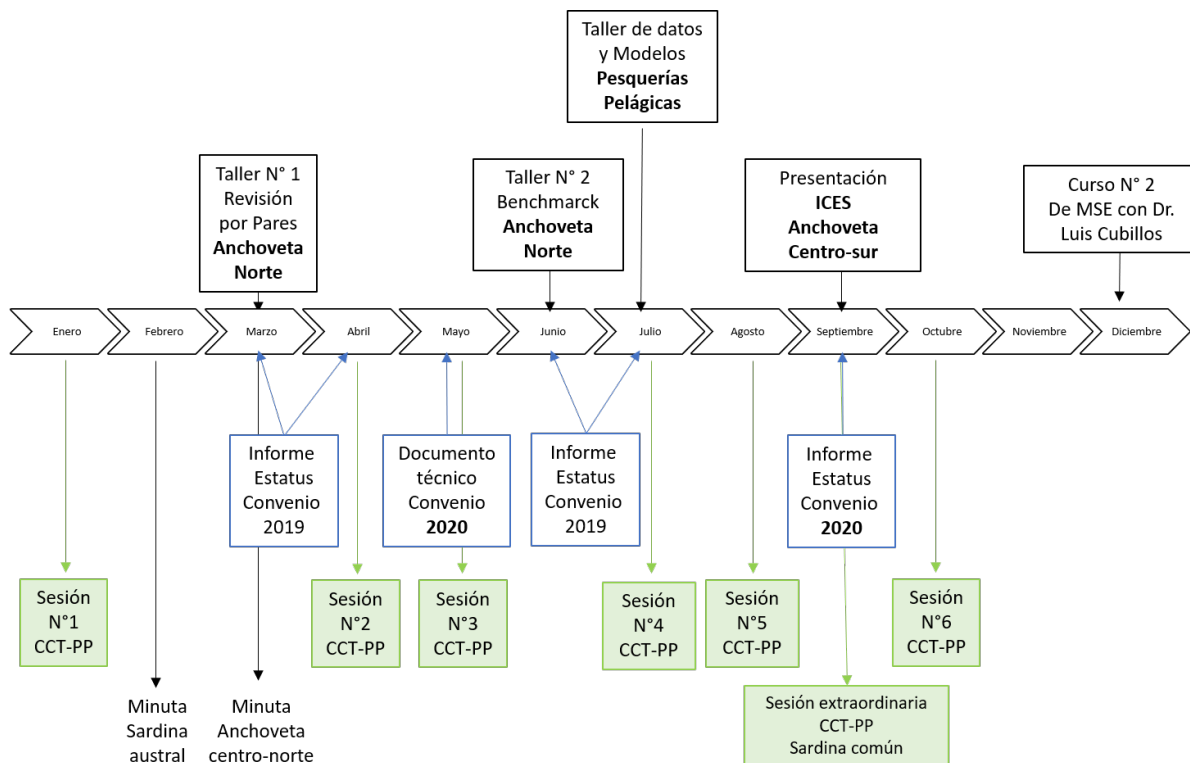 Taller de datos
y Modelos
Pesquerías
Pelágicas
Taller N° 1
Revisión
por Pares
Anchoveta
Norte
Taller N° 2
Benchmarck
Anchoveta
Norte
Presentación
ICES
Anchoveta
Centro-sur
Curso N° 2
De MSE con Dr.
Luis Cubillos
Enero
Febrero
Marzo
Abril
Mayo
Junio
Julio
Agosto
Septiembre
Octubre
Noviembre
Diciembre
Informe
Estatus
Convenio
2019
Documento
técnico
Convenio
2020
Informe
Estatus
Convenio
2019
Informe
Estatus
Convenio
2020
Sesión
N°1
CCT-PP
Sesión
N°2
CCT-PP
Sesión
N°3
CCT-PP
Sesión
N°4
CCT-PP
Sesión
N°5
CCT-PP
Sesión
N°6
CCT-PP
Minuta
Sardina
austral
Minuta
Anchoveta
centro-norte
Sesión extraordinaria
CCT-PP
Sardina común